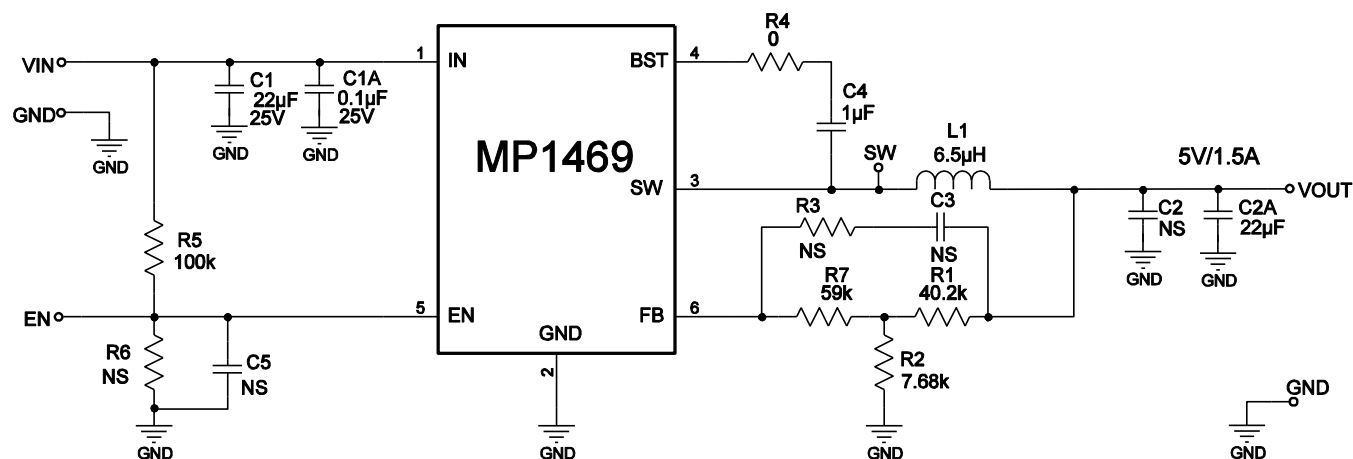 VIN
GND
GND
C1
22µF
25V
GND
C1A
0.1µF
25V
GND
R5
100k
EN
R6
NS
C5
NS
GND
1
IN
BST
4
MP1469
SW
3
5
EN
GND
FB
6
2
GND
R4
0
C4
1µF
SW
L1
6.5µH
5V/1.5A
VOUT
C2
NS
GND
C2A
22µF
GND
R3
NS
C3
NS
R7
59k
R1
40.2k
R2
7.68k
GND
GND
GND